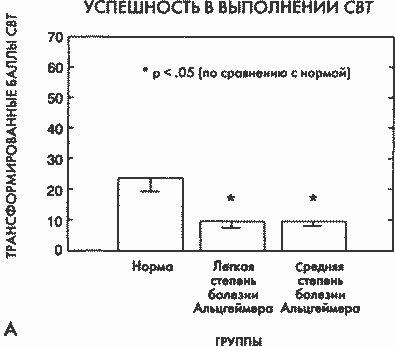 УСПЕШНОСТЬ В ВЫПОЛНЕНИИ СВТ
ТРАНСФОРМИРОВАННЫЕ БАЛЛЫ СВТ
70
60
50
40
30
20
10
0
* p < .05 (по сравнению с нормой)
*
*
Норма
Легкая
степень
болезни
Альцгеймера
Средняя
степень
болезни
Альцгеймера
А
ГРУППЫ